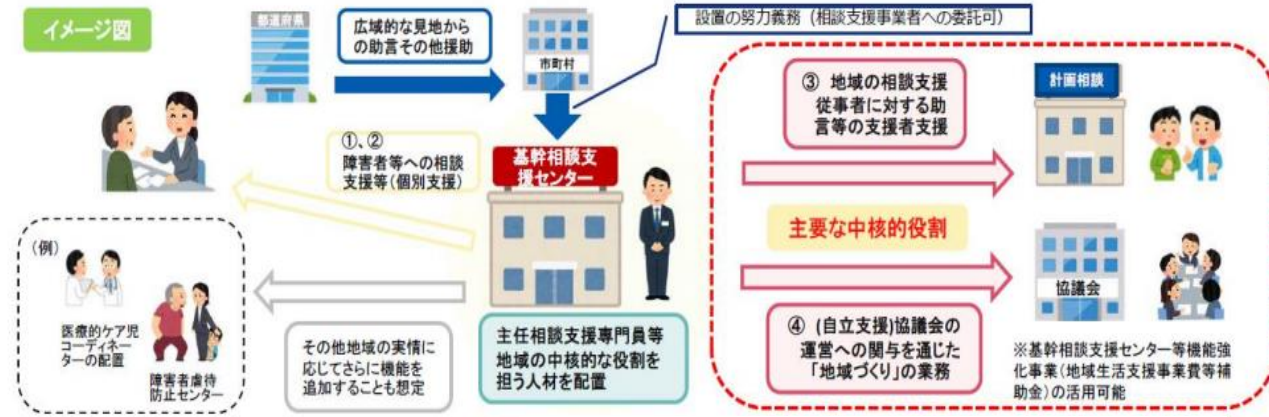 イメージ図
都道府県
広域的な見地から
の助言その他援助
市町村
設置の努力義務（相談支援事業者への委託可）
①、②
障害者等への相談
支援等（個別支援）
基幹相談支
援センター
③ 地域の相談支援
従事者に対する助
言等の支援者支援
計画相談
主要な中核的役割
（例）
医療的ケア児
コーディネー
ターの配置
障害者虐待
防止センター
その他地域の実情に
応じてさらに機能を
追加することも想定
主任相談支援専門員等
地域の中核的な役割を
担う人材を配置
④ (自立支援)協議会の
運営への関与を通じた
「地域づくり」の業務
協議会
※基幹相談支援センター等機能強
化事業（地域生活支援事業費等補
助金）の活用可能